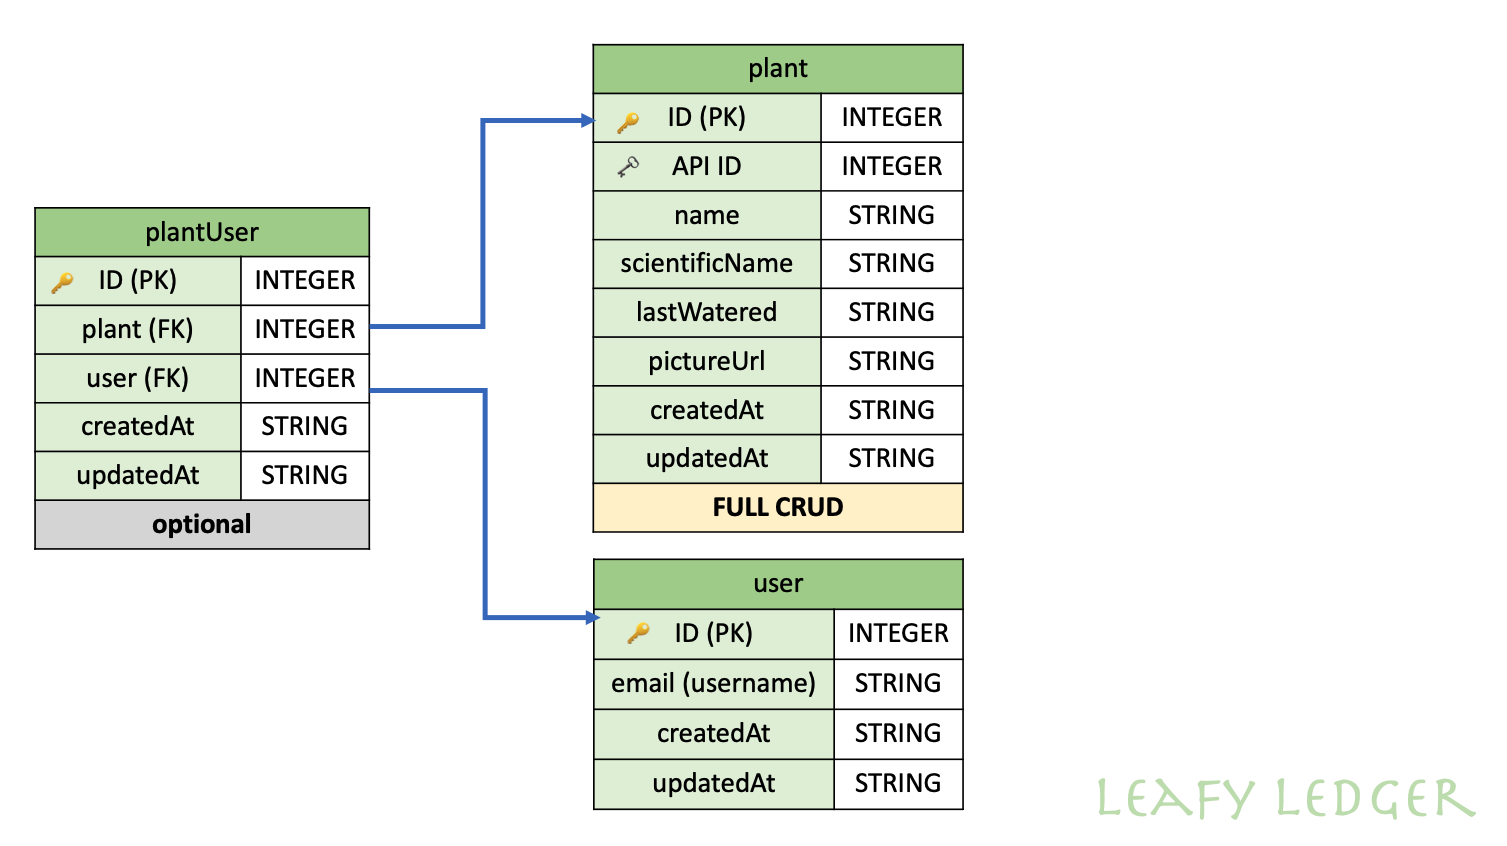 plantUser
ID (PK) INTEGER
plant (FK) INTEGER
user (FK) INTEGER
createdAt STRING
updatedAt STRING
optional
plant
ID (PK) INTEGER
API ID INTEGER
name STRING
scientificName STRING
lastWatered STRING
pictureUrl STRING
createdAt STRING
updatedAt STRING
FULL CRUD
user
ID (PK) INTEGER
email (username) STRING
createdAt STRING
updatedAt STRING
LEAFY LEDGER